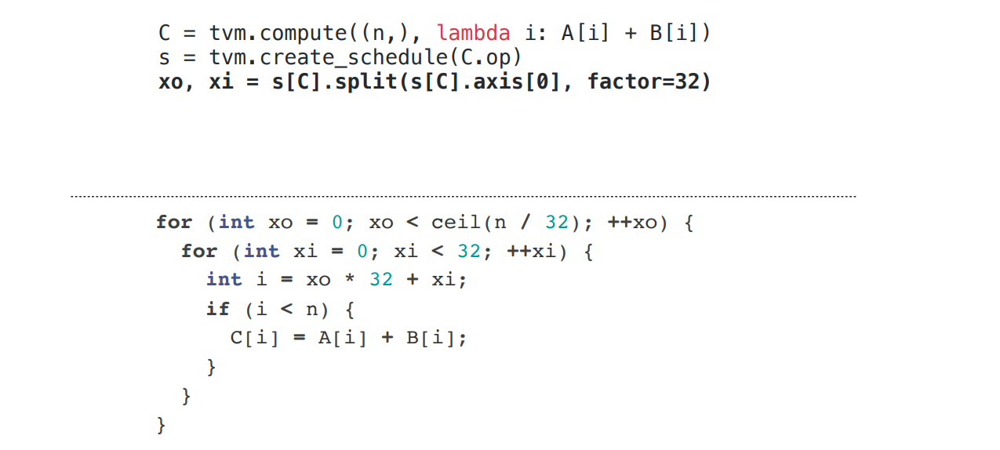 C = tvm.compute((n,), lambda i: A[i] + B[i])
s = tvm.create_schedule(C.op)
xo, xi = s[C].split(s[C].axis[0], factor=32)
for (int xo = 0; xo < ceil(n / 32); ++xo) {
  for (int xi = 0; xi < 32; ++xi) {
    int i = xo * 32 + xi;
    if (i < n) {
      C[i] = A[i] + B[i];
    }
  }
}